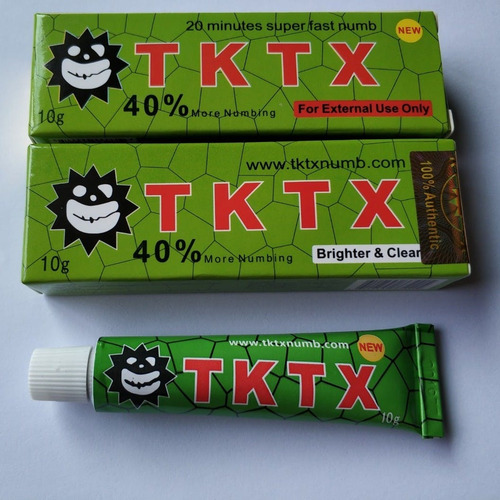 20 minutes super fast numb
NEW
TKTX
40% More Numbing
For External Use Only
10g
www.tktxnumb.com
TKTX
100% Authentic
40% More Numbing
Brighter & Clear
10g
www.tktxnumb.com
NEW
TKTX
10g